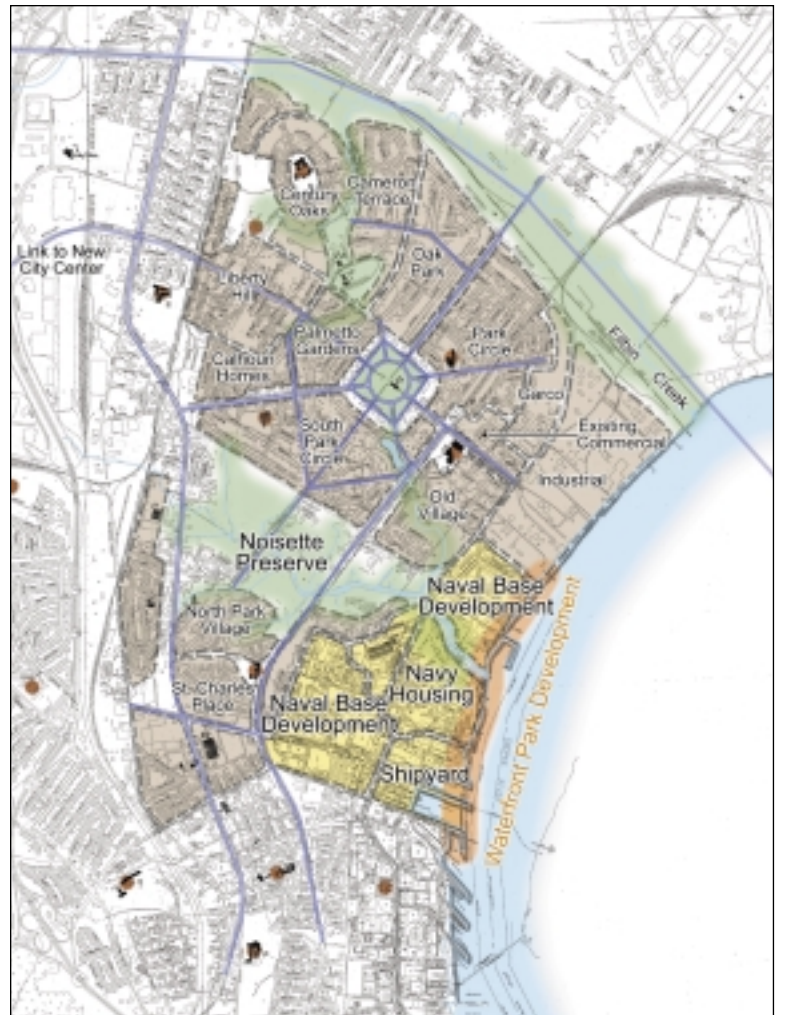 Century
Oaks
Cameron
Terrace
Link to New
City Center
Oak
Park
Liberty
Hill
Palmetto
Gardens
Park
Circle
Filbin
Creek
Calhoun
Homes
Garco
South
Park
Circle
Existing
Commercial
Industrial
Old
Village
Noisette
Preserve
Naval Base
Development
North Park
Village
Navy
Housing
St. Charles
Place
Naval Base
Development
Shipyard
Waterfront Park Development